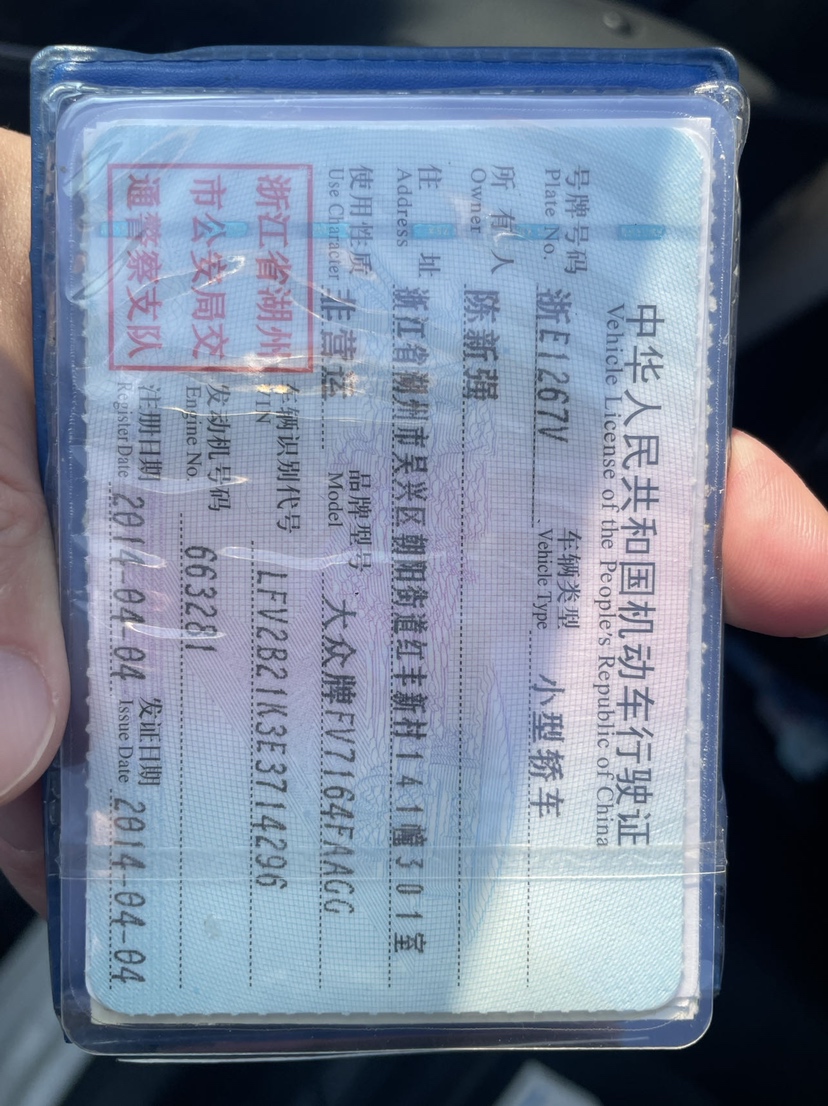 中华人民共和国机动车行驶证
Vehicle License of the People's Republic of China
号牌号码 浙E1267V 车辆类型 小型轿车
Plate No. Vehicle Type
所有人 陈新强
Owner
住址 浙江省湖州市吴兴区朝阳街道红丰新村141幢301室
Address
使用性质 非营运 品牌型号 大众牌FV7164FAAGG
Use Character Model
浙江省湖州
市公安局交
通警察支队
车辆识别代号 LFV2B21K3E3714296
VIN
发动机号码 663281
Engine No.
注册日期 2014-04-04 发证日期 2014-04-04
Register Date Issue Date